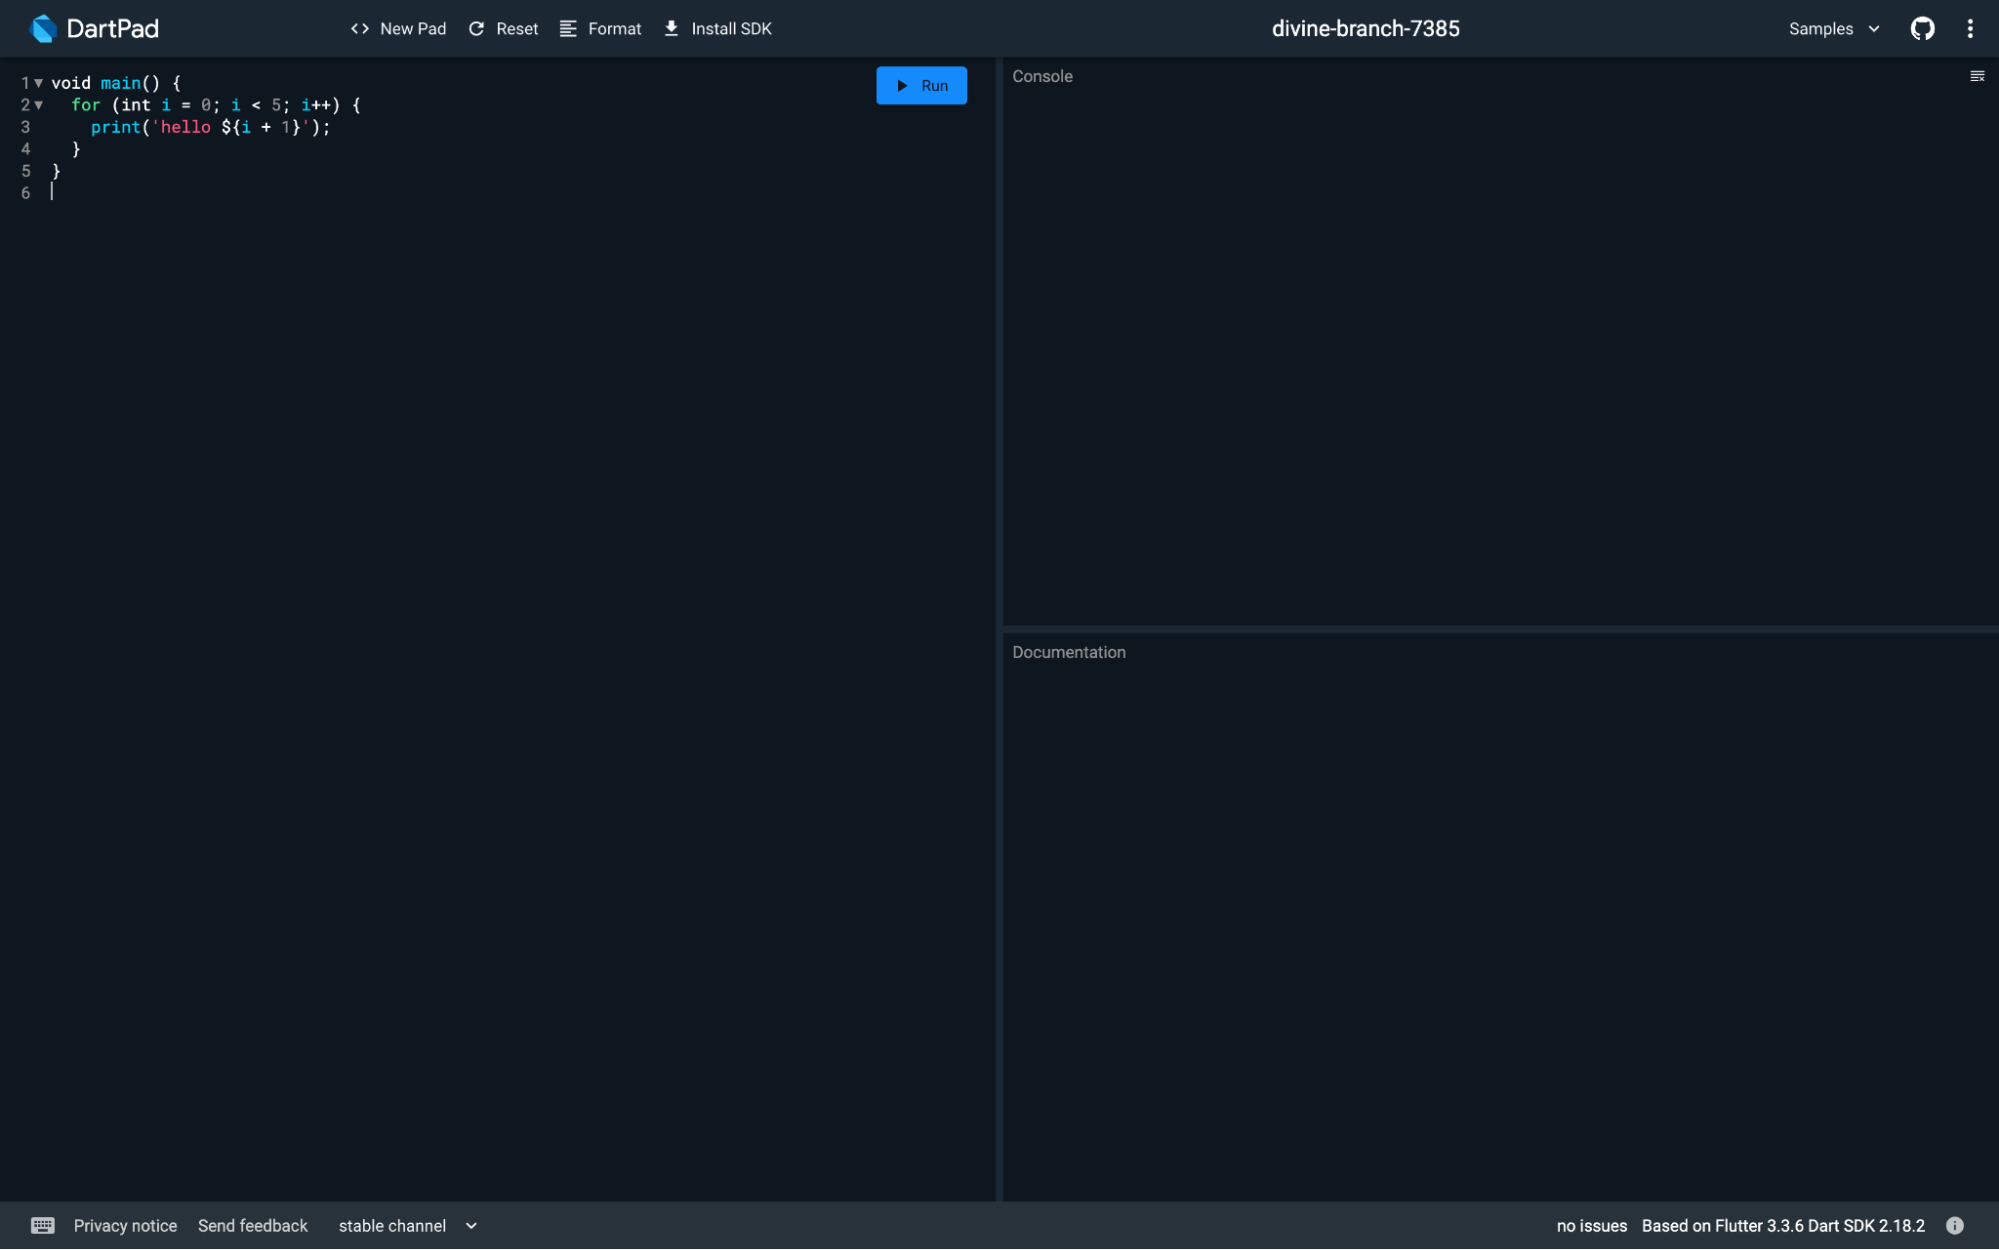 DartPad
New Pad
Reset
Format
Install SDK
divine-branch-7385
Samples
1 void main() {
2 for (int i = 0; i < 5; i++) {
3 print('hello ${i + 1}');
4 }
5 }
6
Run
Console
Documentation
Privacy notice
Send feedback
stable channel
no issues
Based on Flutter 3.3.6 Dart SDK 2.18.2